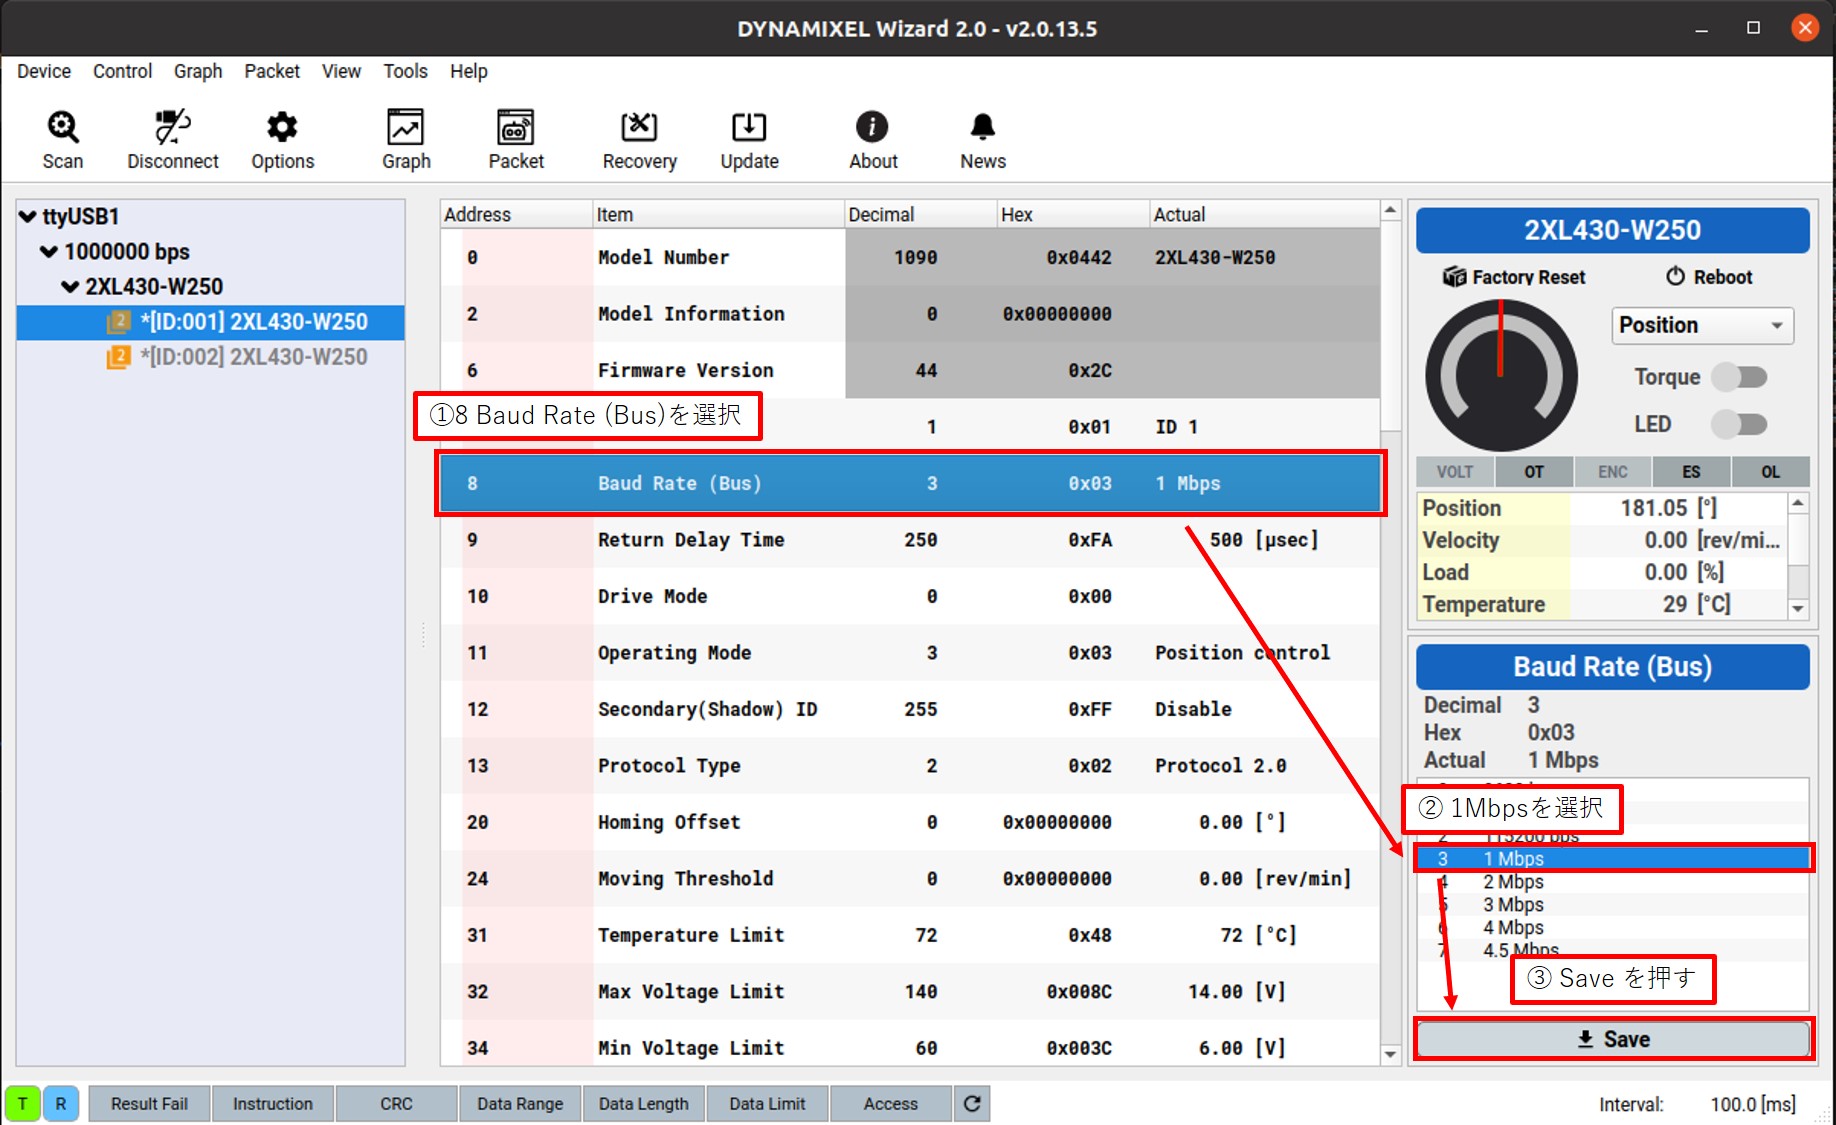 DYNAMIXEL Wizard 2.0 - v2.0.13.5
Device Control Graph Packet View Tools Help
Scan Disconnect Options Graph Packet Recovery Update About News
ttyUSB1
1000000 bps
2XL430-W250
2 *[ID:001] 2XL430-W250
2 *[ID:002] 2XL430-W250
Address Item Decimal Hex Actual
0 Model Number 1090 0x0442 2XL430-W250
2 Model Information 0 0x00000000
6 Firmware Version 44 0x2C
①8 Baud Rate (Bus)を選択
1 0x01 ID 1
8 Baud Rate (Bus) 3 0x03 1 Mbps
9 Return Delay Time 250 0xFA 500 [μsec]
10 Drive Mode 0 0x00
11 Operating Mode 3 0x03 Position control
12 Secondary(Shadow) ID 255 0xFF Disable
13 Protocol Type 2 0x02 Protocol 2.0
20 Homing Offset 0 0x00000000 0.00 [°]
24 Moving Threshold 0 0x00000000 0.00 [rev/min]
31 Temperature Limit 72 0x48 72 [°C]
32 Max Voltage Limit 140 0x008C 14.00 [V]
34 Min Voltage Limit 60 0x003C 6.00 [V]
2XL430-W250
Factory Reset Reboot
Position
Torque
LED
VOLT OT ENC ES OL
Position 181.05 [°]
Velocity 0.00 [rev/mi...
Load 0.00 [%]
Temperature 29 [°C]
Baud Rate (Bus)
Decimal 3
Hex 0x03
Actual 1 Mbps
② 1Mbpsを選択
2 115200 bps
3 1 Mbps
4 2 Mbps
5 3 Mbps
6 4 Mbps
7 4.5 Mbps
③ Save を押す
Save
T R Result Fail Instruction CRC Data Range Data Length Data Limit Access Interval: 100.0 [ms]